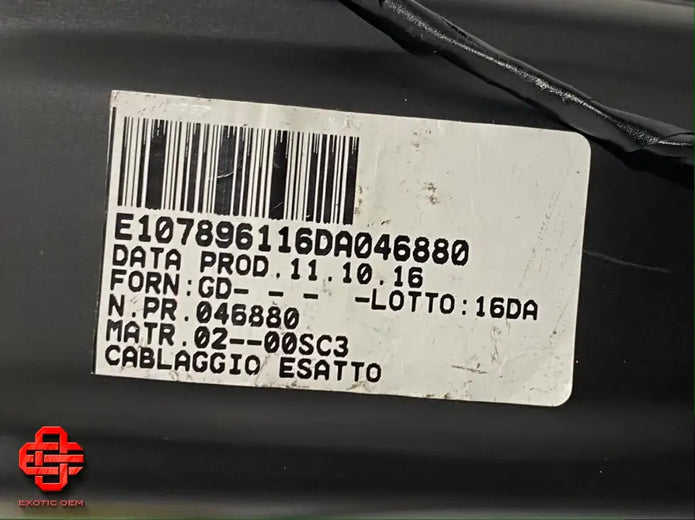 E107896116DA046880
DATA PROD.11.10.16
FORN:GD- - - -LOTTO:16DA
N.PR.046880
MATR.02--00SC3
CABLAGGIO ESATTO
EXOTIC OEM